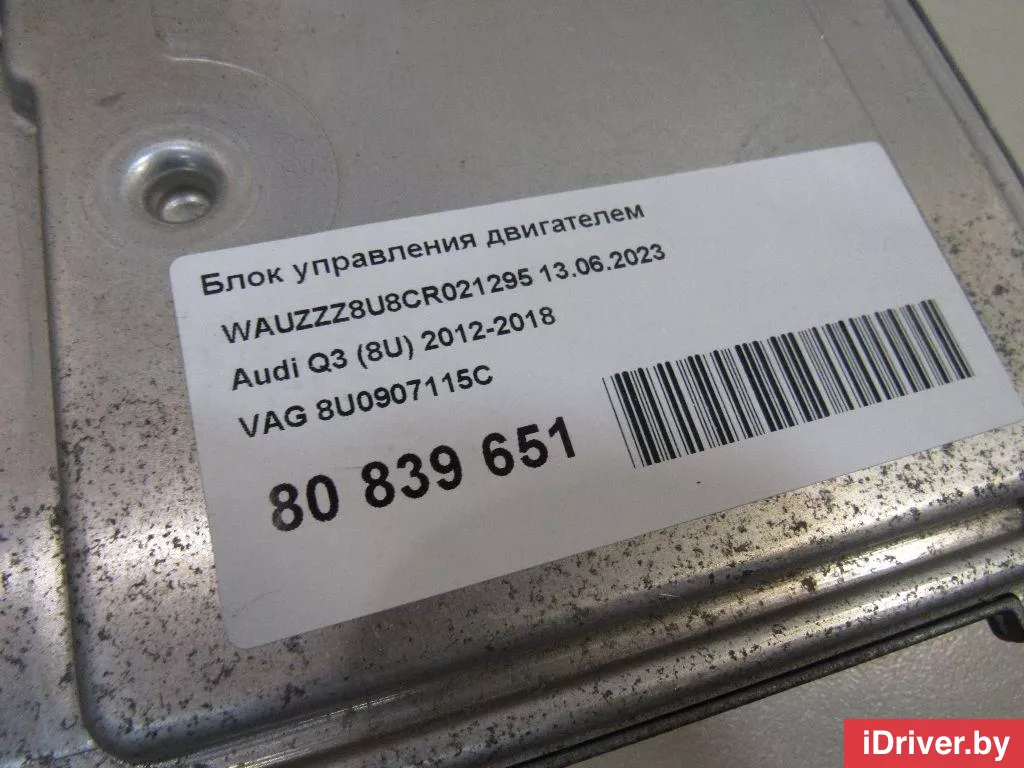 Блок управления двигателем
WAUZZZ8U8CR021295 13.06.2023
Audi Q3 (8U) 2012-2018
VAG 8U0907115C
80 839 651
iDriver.by